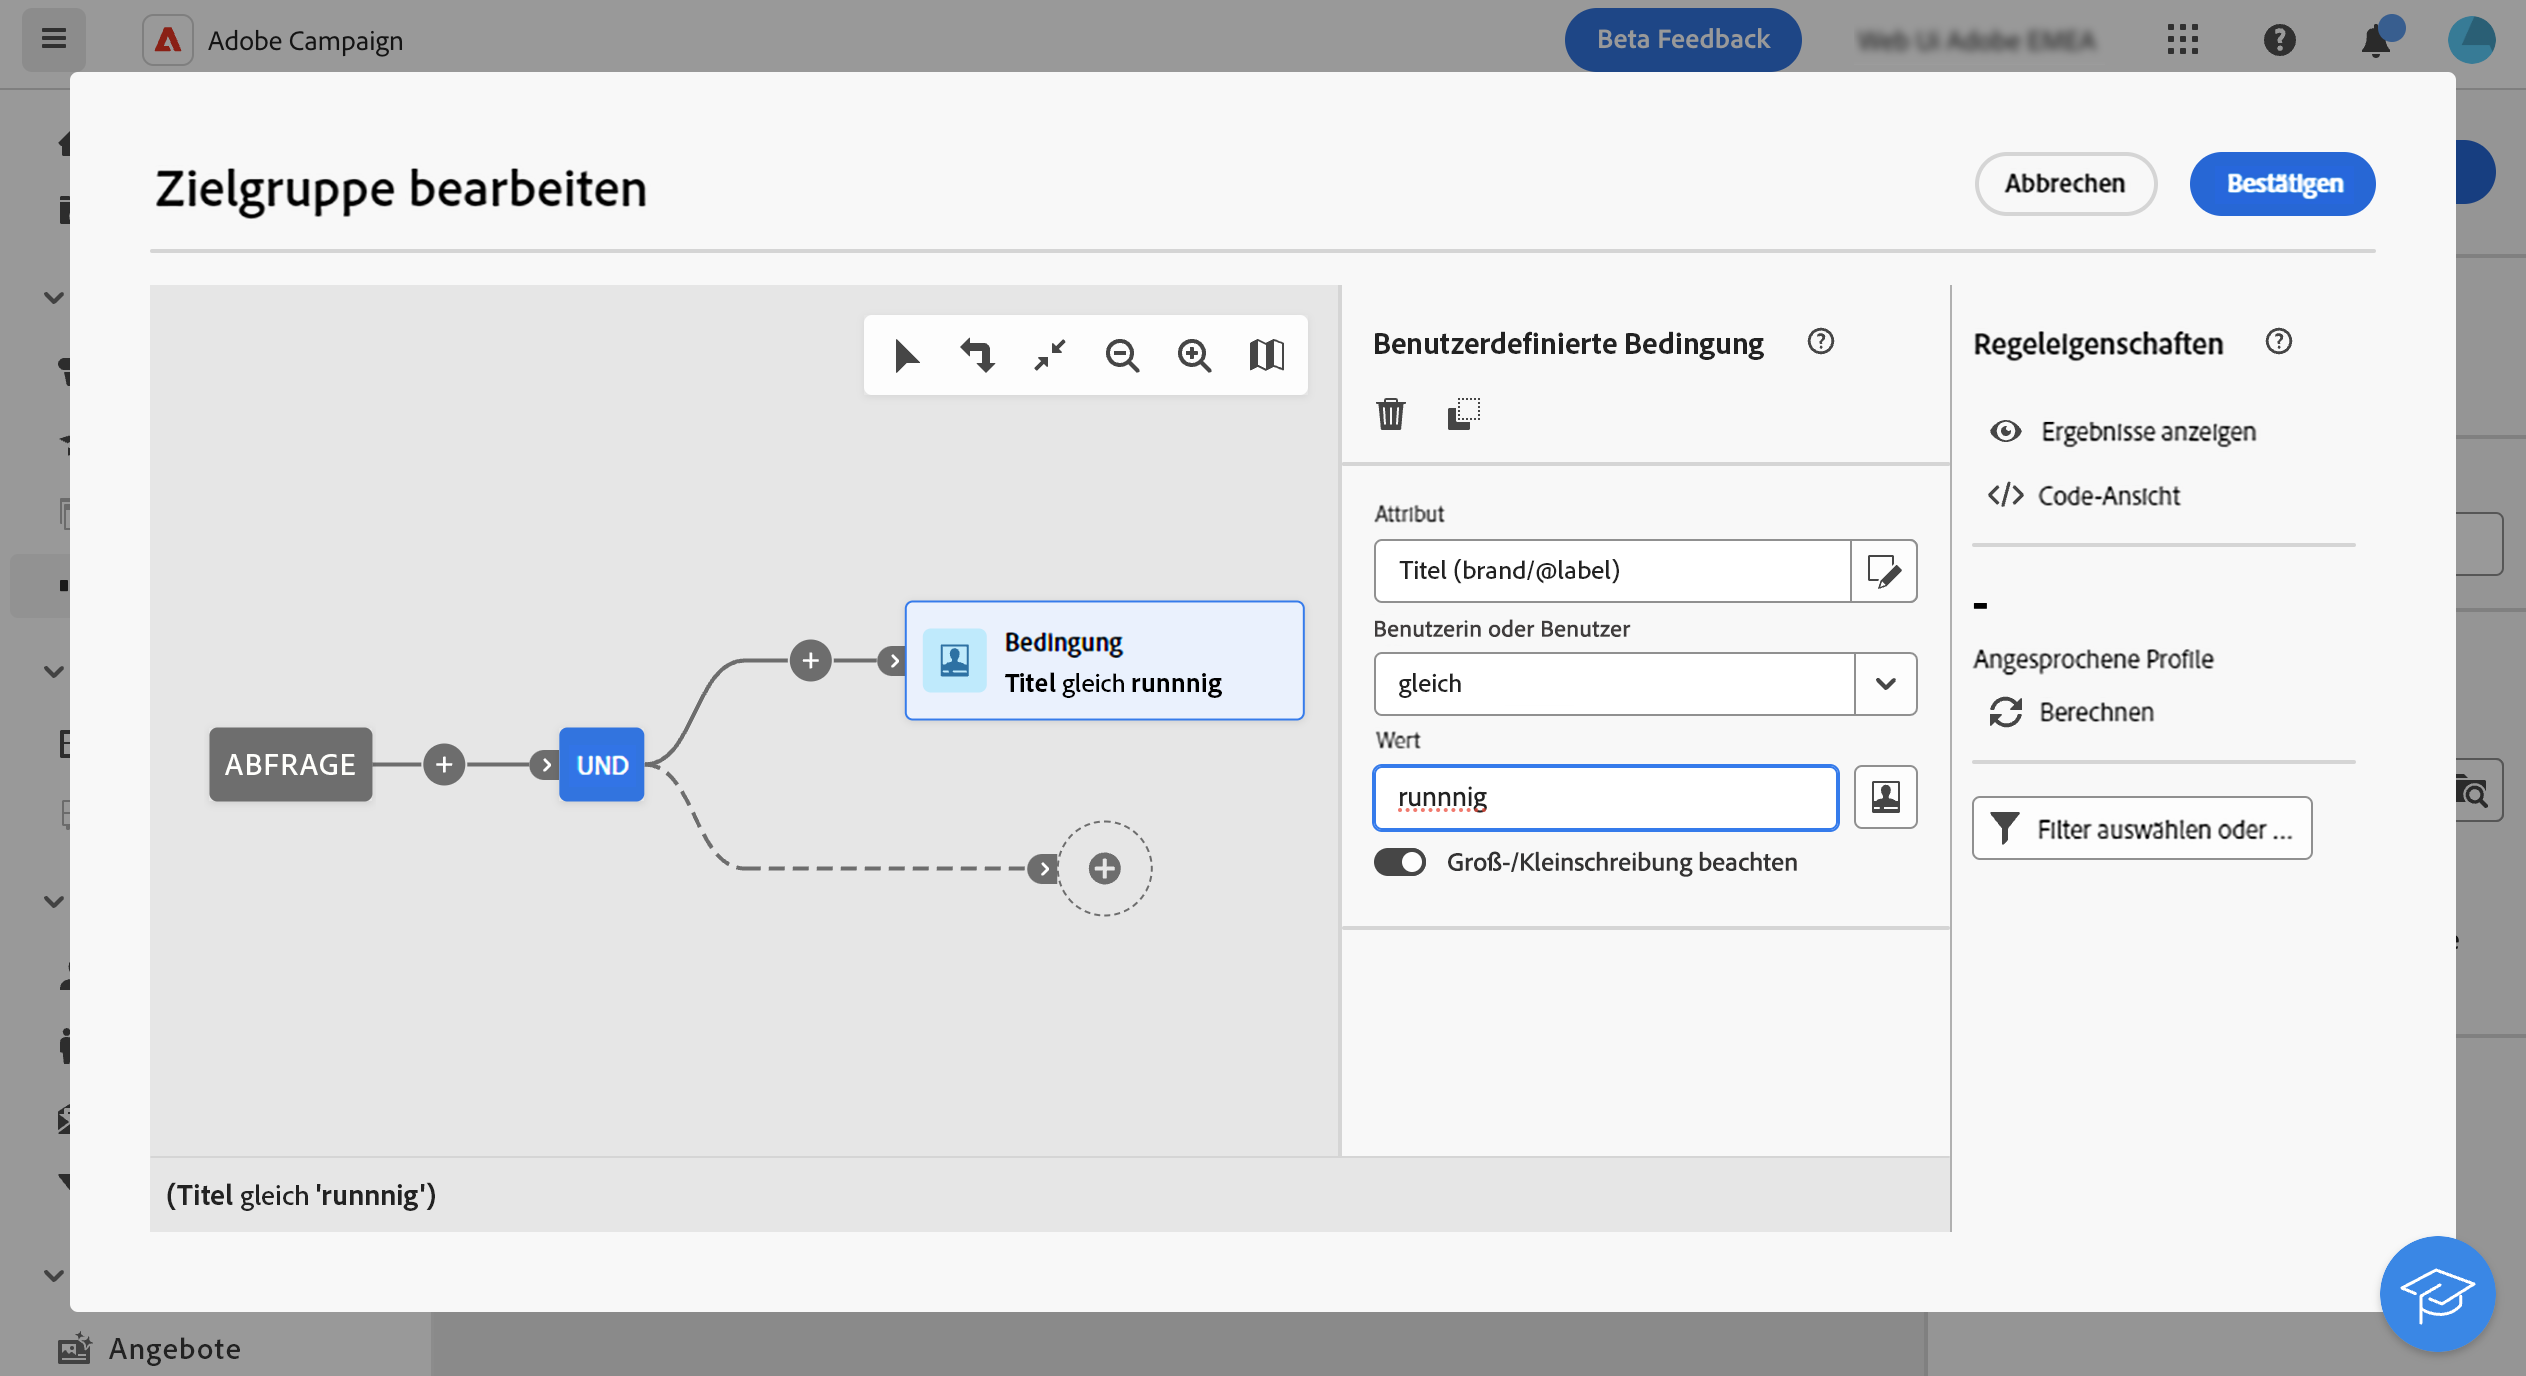 Adobe Campaign
Beta Feedback
Zielgruppe bearbeiten
Abbrechen
Bestätigen
ABFRAGE
UND
Bedingung
Titel gleich runnnig
(Titel gleich 'runnnig')
Benutzerdefinierte Bedingung
Attribut
Titel (brand/@label)
Benutzerin oder Benutzer
gleich
Wert
runnnig
Groß-/Kleinschreibung beachten
Regeleigenschaften
Ergebnisse anzeigen
Code-Ansicht
-
Angesprochene Profile
Berechnen
Filter auswählen oder ...
Angebote